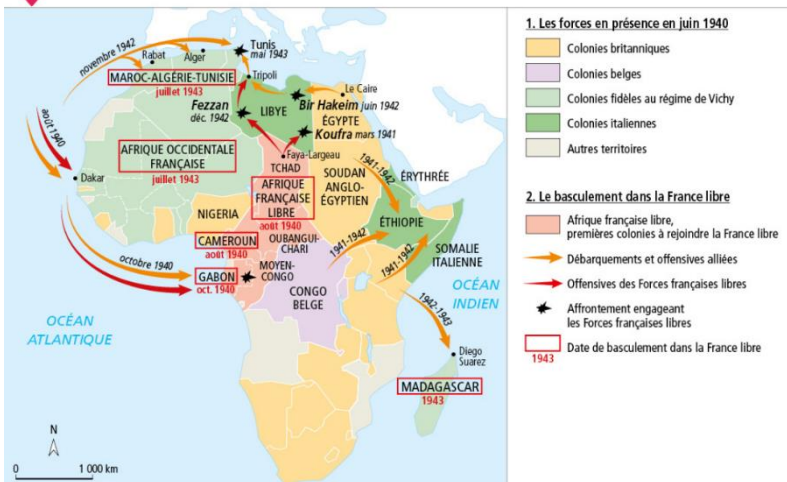 novembre 1942
Rabat
Alger
Tunis
mai 1943
MAROC-ALGÉRIE-TUNISIE
juillet 1943
Tripoli
Le Caire
Fezzan
déc. 1942
LIBYE
Bir Hakeim juin 1942
ÉGYPTE
Koufra mars 1941
août 1940
Dakar
AFRIQUE OCCIDENTALE
FRANÇAISE
juillet 1943
Faya-Largeau
TCHAD
AFRIQUE
FRANÇAISE
LIBRE
août 1940
SOUDAN
ANGLO-
ÉGYPTIEN
1941-1942
ÉRYTHRÉE
NIGERIA
ÉTHIOPIE
CAMEROUN
août 1940
OUBANGUI-
CHARI
1941-1942
SOMALIE
ITALIENNE
octobre 1940
GABON
oct. 1940
MOYEN-
CONGO
CONGO
BELGE
1941-1942
OCÉAN
INDIEN
1942-1943
OCÉAN
ATLANTIQUE
Diego
Suarez
MADAGASCAR
1943
N
0 1 000 km
1. Les forces en présence en juin 1940
Colonies britanniques
Colonies belges
Colonies fidèles au régime de Vichy
Colonies italiennes
Autres territoires
2. Le basculement dans la France libre
Afrique française libre,
premières colonies à rejoindre la France libre
Débarquements et offensives alliées
Offensives des Forces françaises libres
Affrontement engageant
les Forces françaises libres
Date de basculement dans la France libre
1943